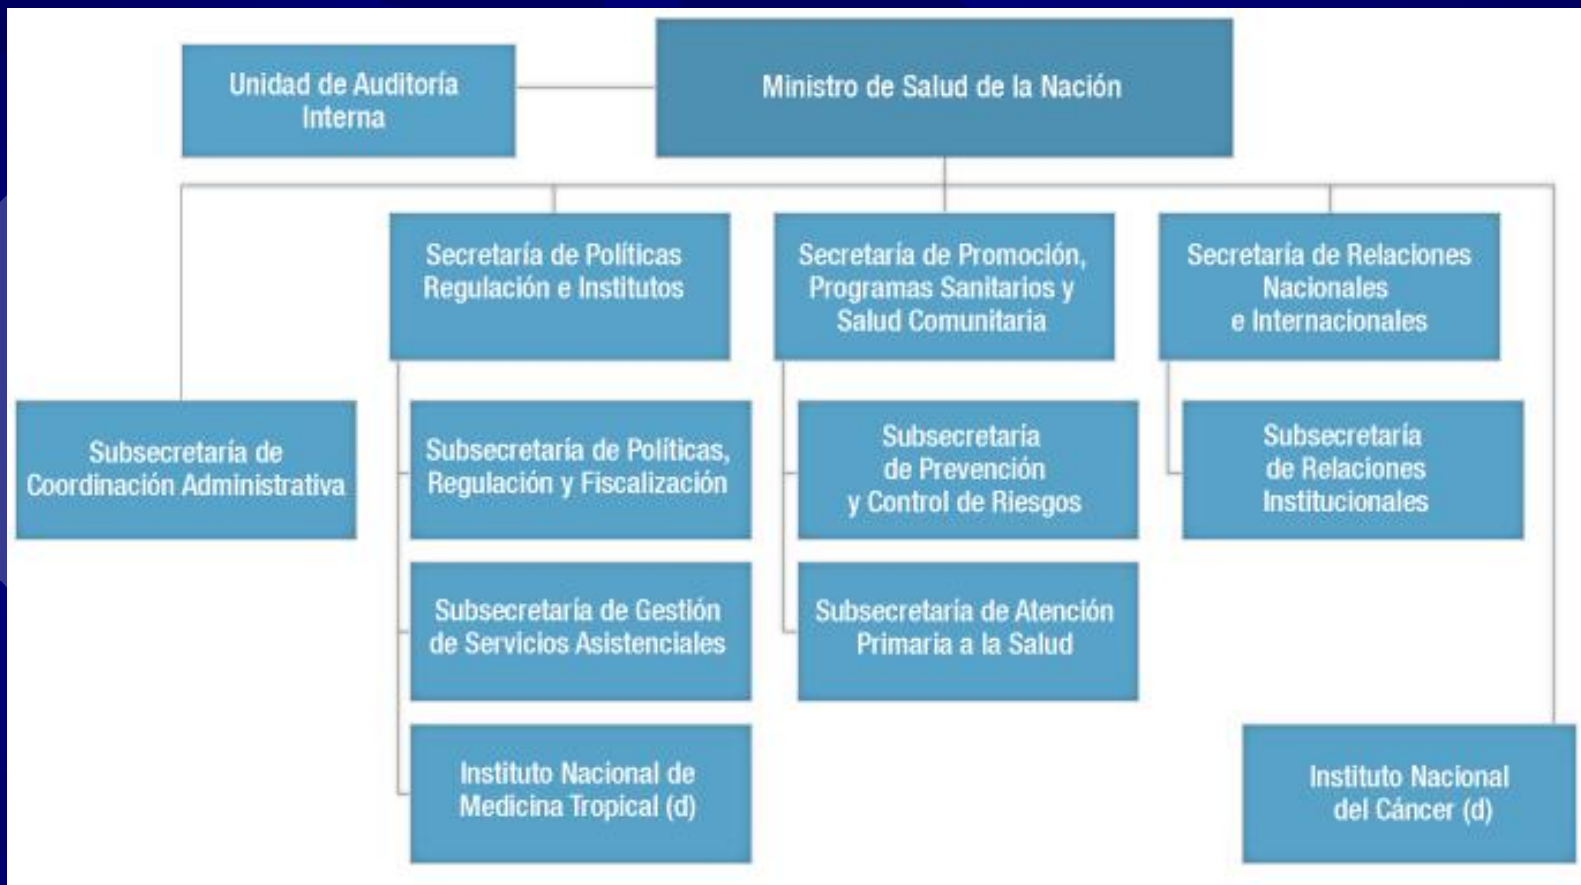 Unidad de Auditoría
Interna
Ministro de Salud de la Nación
Secretaría de Políticas
Regulación e Institutos
Secretaría de Promoción,
Programas Sanitarios y
Salud Comunitaria
Secretaría de Relaciones
Nacionales
e Internacionales
Subsecretaría de
Coordinación Administrativa
Subsecretaría de Políticas,
Regulación y Fiscalización
Subsecretaría
de Prevención
y Control de Riesgos
Subsecretaría
de Relaciones
Institucionales
Subsecretaría de Gestión
de Servicios Asistenciales
Subsecretaría de Atención
Primaria a la Salud
Instituto Nacional de
Medicina Tropical (d)
Instituto Nacional
del Cáncer (d)